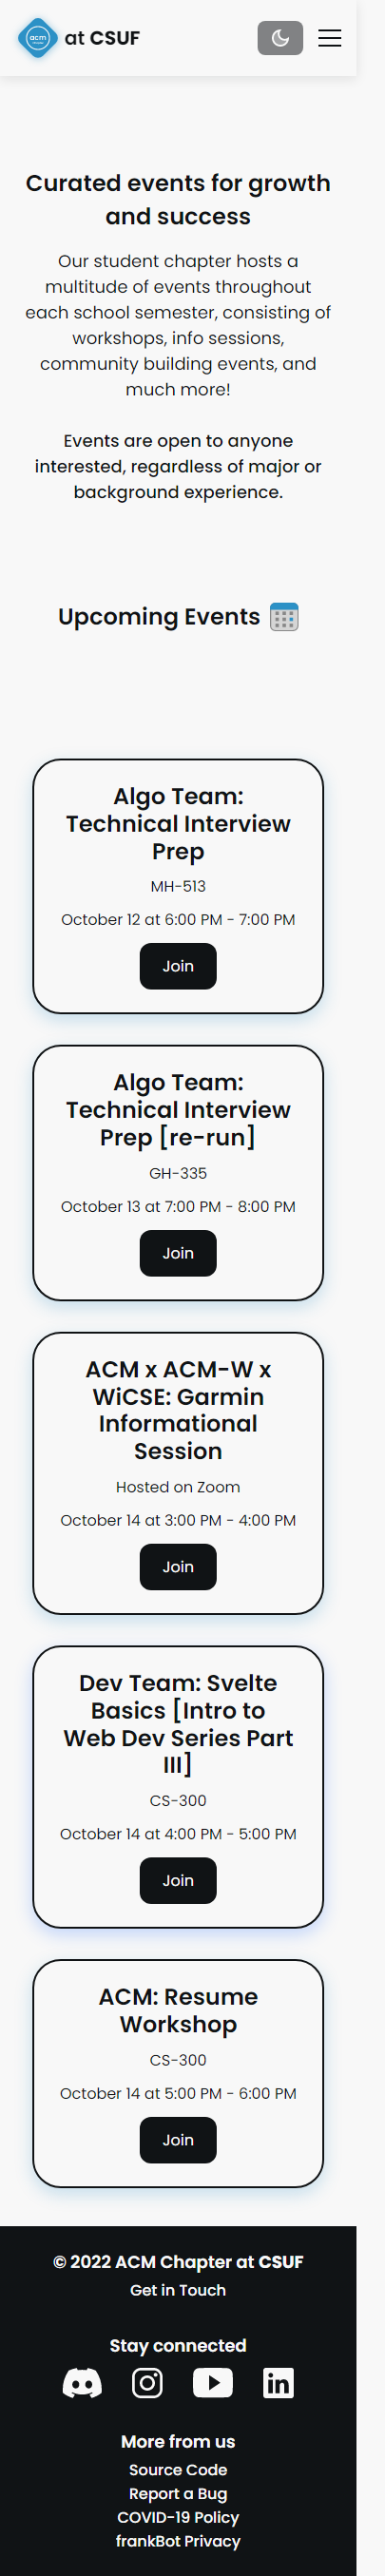 acm at CSUF
Curated events for growth
and success
Our student chapter hosts a
multitude of events throughout
each school semester, consisting of
workshops, info sessions,
community building events, and
much more!
Events are open to anyone
interested, regardless of major or
background experience.
Upcoming Events
Algo Team:
Technical Interview
Prep
MH-513
October 12 at 6:00 PM - 7:00 PM
Join
Algo Team:
Technical Interview
Prep [re-run]
GH-335
October 13 at 7:00 PM - 8:00 PM
Join
ACM x ACM-W x
WiCSE: Garmin
Informational
Session
Hosted on Zoom
October 14 at 3:00 PM - 4:00 PM
Join
Dev Team: Svelte
Basics [Intro to
Web Dev Series Part
III]
CS-300
October 14 at 4:00 PM - 5:00 PM
Join
ACM: Resume
Workshop
CS-300
October 14 at 5:00 PM - 6:00 PM
Join
© 2022 ACM Chapter at CSUF
Get in Touch
Stay connected
in
More from us
Source Code
Report a Bug
COVID-19 Policy
frankBot Privacy